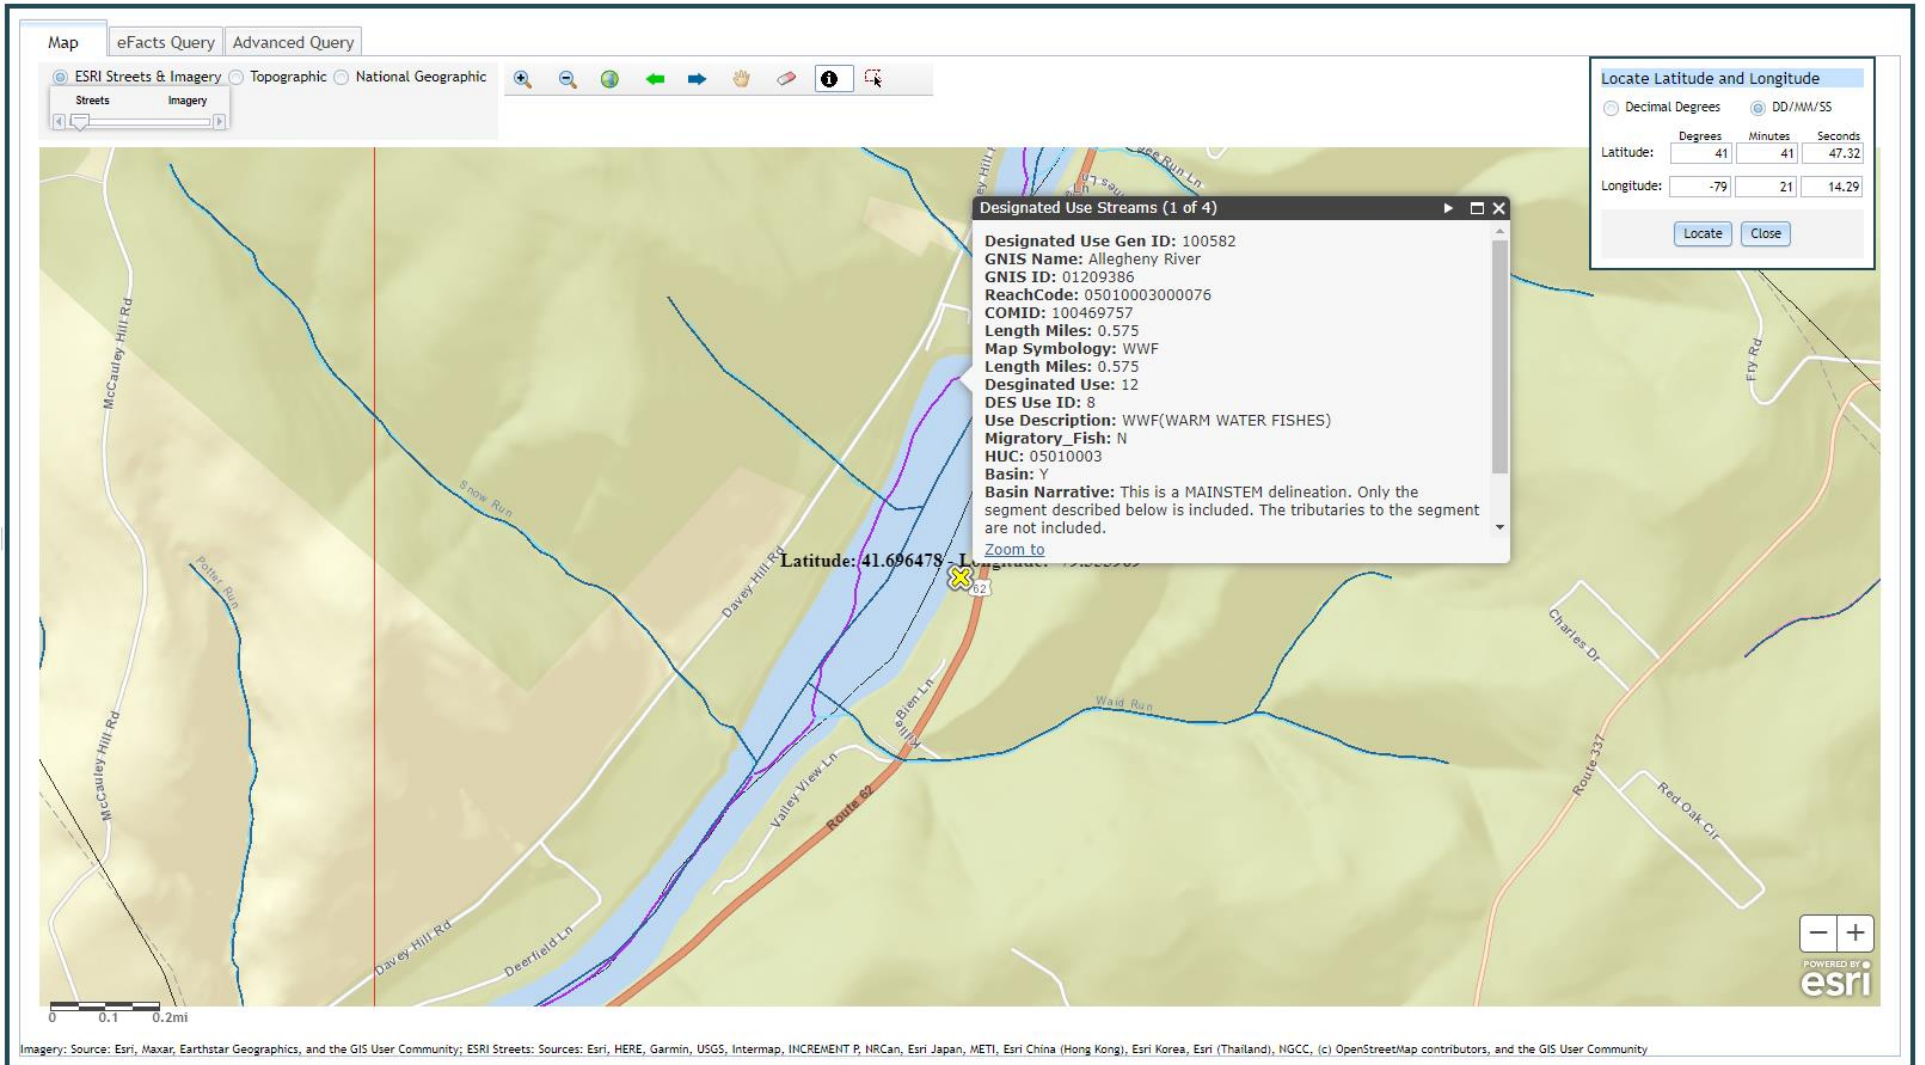 Map eFacts Query Advanced Query
ESRI Streets & Imagery Topographic National Geographic
Streets Imagery
Locate Latitude and Longitude
Decimal Degrees DD/MM/SS
Degrees Minutes Seconds
Latitude: 41 41 47.32
Longitude: -79 21 14.29
Locate Close
Designated Use Streams (1 of 4)
Designated Use Gen ID: 100582
GNIS Name: Allegheny River
GNIS ID: 01209386
ReachCode: 05010003000076
COMID: 100469757
Length Miles: 0.575
Map Symbology: WWF
Length Miles: 0.575
Desginated Use: 12
DES Use ID: 8
Use Description: WWF(WARM WATER FISHES)
Migratory_Fish: N
HUC: 05010003
Basin: Y
Basin Narrative: This is a MAINSTEM delineation. Only the
segment described below is included. The tributaries to the segment
are not included.
Zoom to
Latitude: 41.696478 -
62
McCauley Hill Rd
Fry Rd
Snow Run
Potter Run
Davey Hill Rd
Charles Dr
Killie Bien Ln
Waid Run
McCauley Hill Rd
Valley View Ln
Route 62
Route 337
Red Oak Cir
Davey Hill Rd
Deerfield Ln
POWERED BY
esri
0 0.1 0.2mi
Imagery: Source: Esri, Maxar, Earthstar Geographics, and the GIS User Community; ESRI Streets: Sources: Esri, HERE, Garmin, USGS, Intermap, INCREMENT P, NRCan, Esri Japan, METI, Esri China (Hong Kong), Esri Korea, Esri (Thailand), NGCC, (c) OpenStreetMap contributors, and the GIS User Community